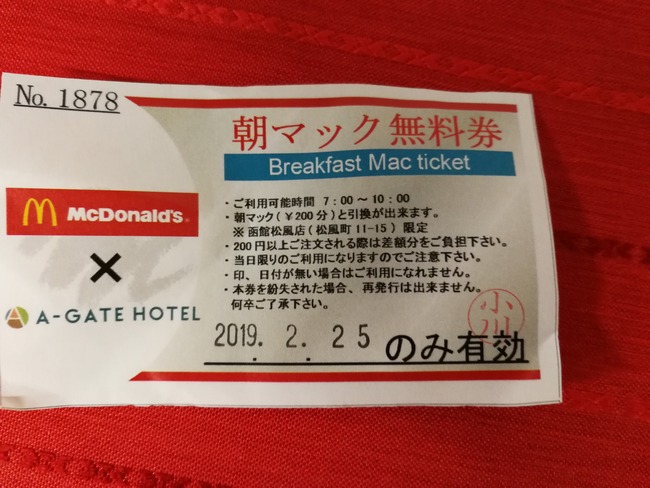 No. 1878
朝マック無料券
Breakfast Mac ticket
McDonald's®
×
A-GATE HOTEL
・ご利用可能時間 7:00～10:00
・朝マック(￥200分)と引換が出来ます。
※函館松風店(松風町11-15)限定
・200円以上ご注文される際は差額分をご負担下さい。
・当日限りのご利用になりますのでご注意下さい。
・印、日付が無い場合はご利用になれません。
・本券を紛失された場合、再発行は出来ません。
何卒ご了承下さい。
小川
2019. 2. 25 のみ有効